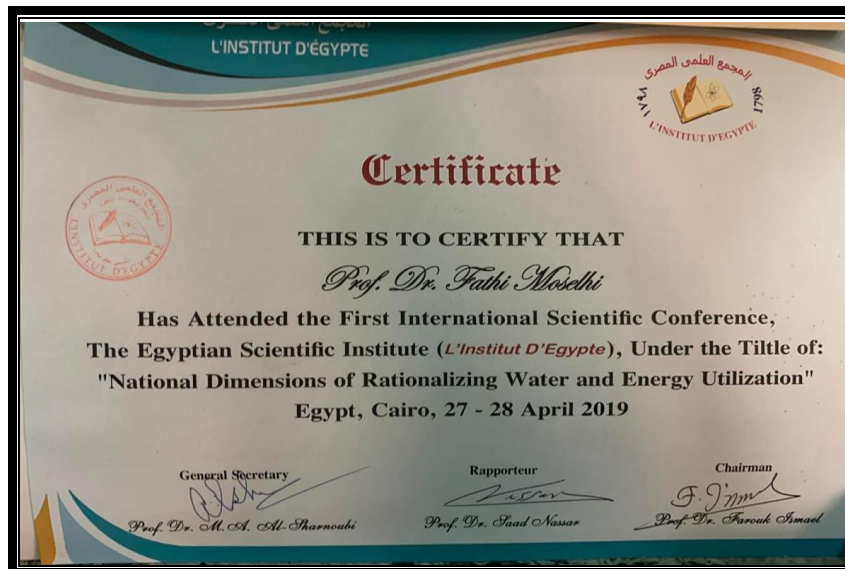 L'INSTITUT D'ÉGYPTE
المجمع العلمى المصرى
١٧٩٨
1798
L'INSTITUT D'EGYPTE
Certificate
L'INSTITUT D'EGYPTE
THIS IS TO CERTIFY THAT
Prof. Dr. Fathi Moselhi
Has Attended the First International Scientific Conference,
The Egyptian Scientific Institute (L'Institut D'Egypte), Under the Tiltle of:
"National Dimensions of Rationalizing Water and Energy Utilization"
Egypt, Cairo, 27 - 28 April 2019
General Secretary
Rapporteur
Chairman
Prof. Dr. M. A. Al-Sharnoubi
Prof. Dr. Saad Nassar
Prof. Dr. Farouk Ismael